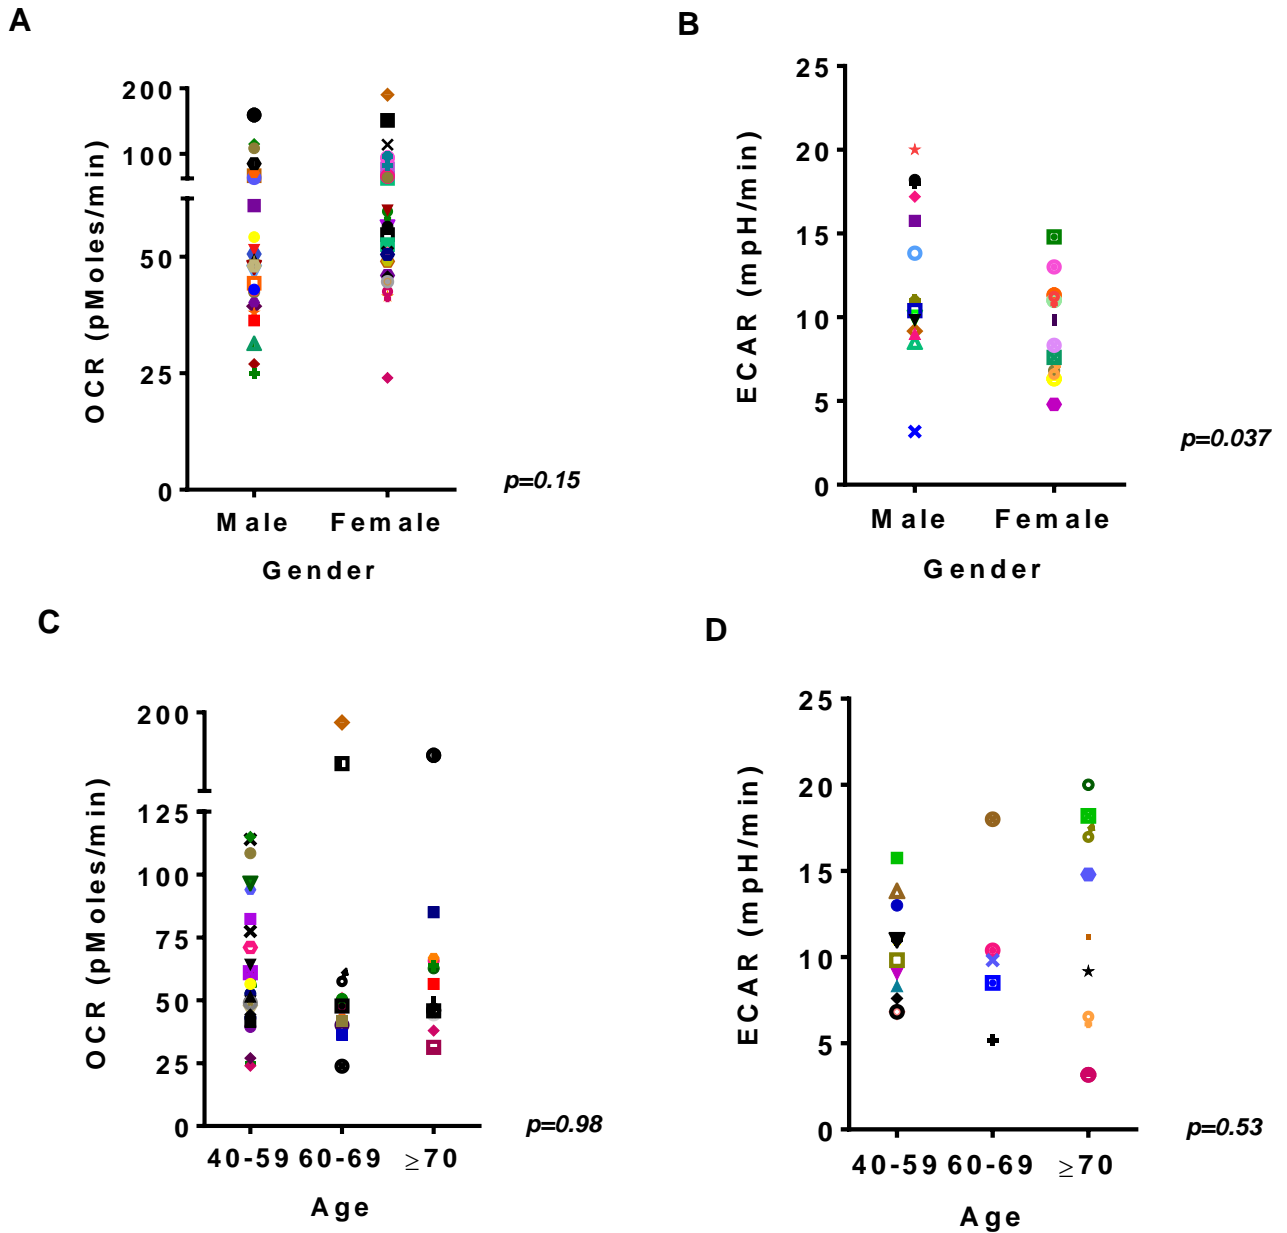 A
200
100
50
25
0
OCR (pMoles/min)
Male Female
Gender
p=0.15
B
25
20
15
10
5
0
ECAR (mpH/min)
Male Female
Gender
p=0.037
C
200
125
100
75
50
25
0
OCR (pMoles/min)
40-59 60-69 ≥70
Age
p=0.98
D
25
20
15
10
5
0
ECAR (mpH/min)
40-59 60-69 ≥70
Age
p=0.53